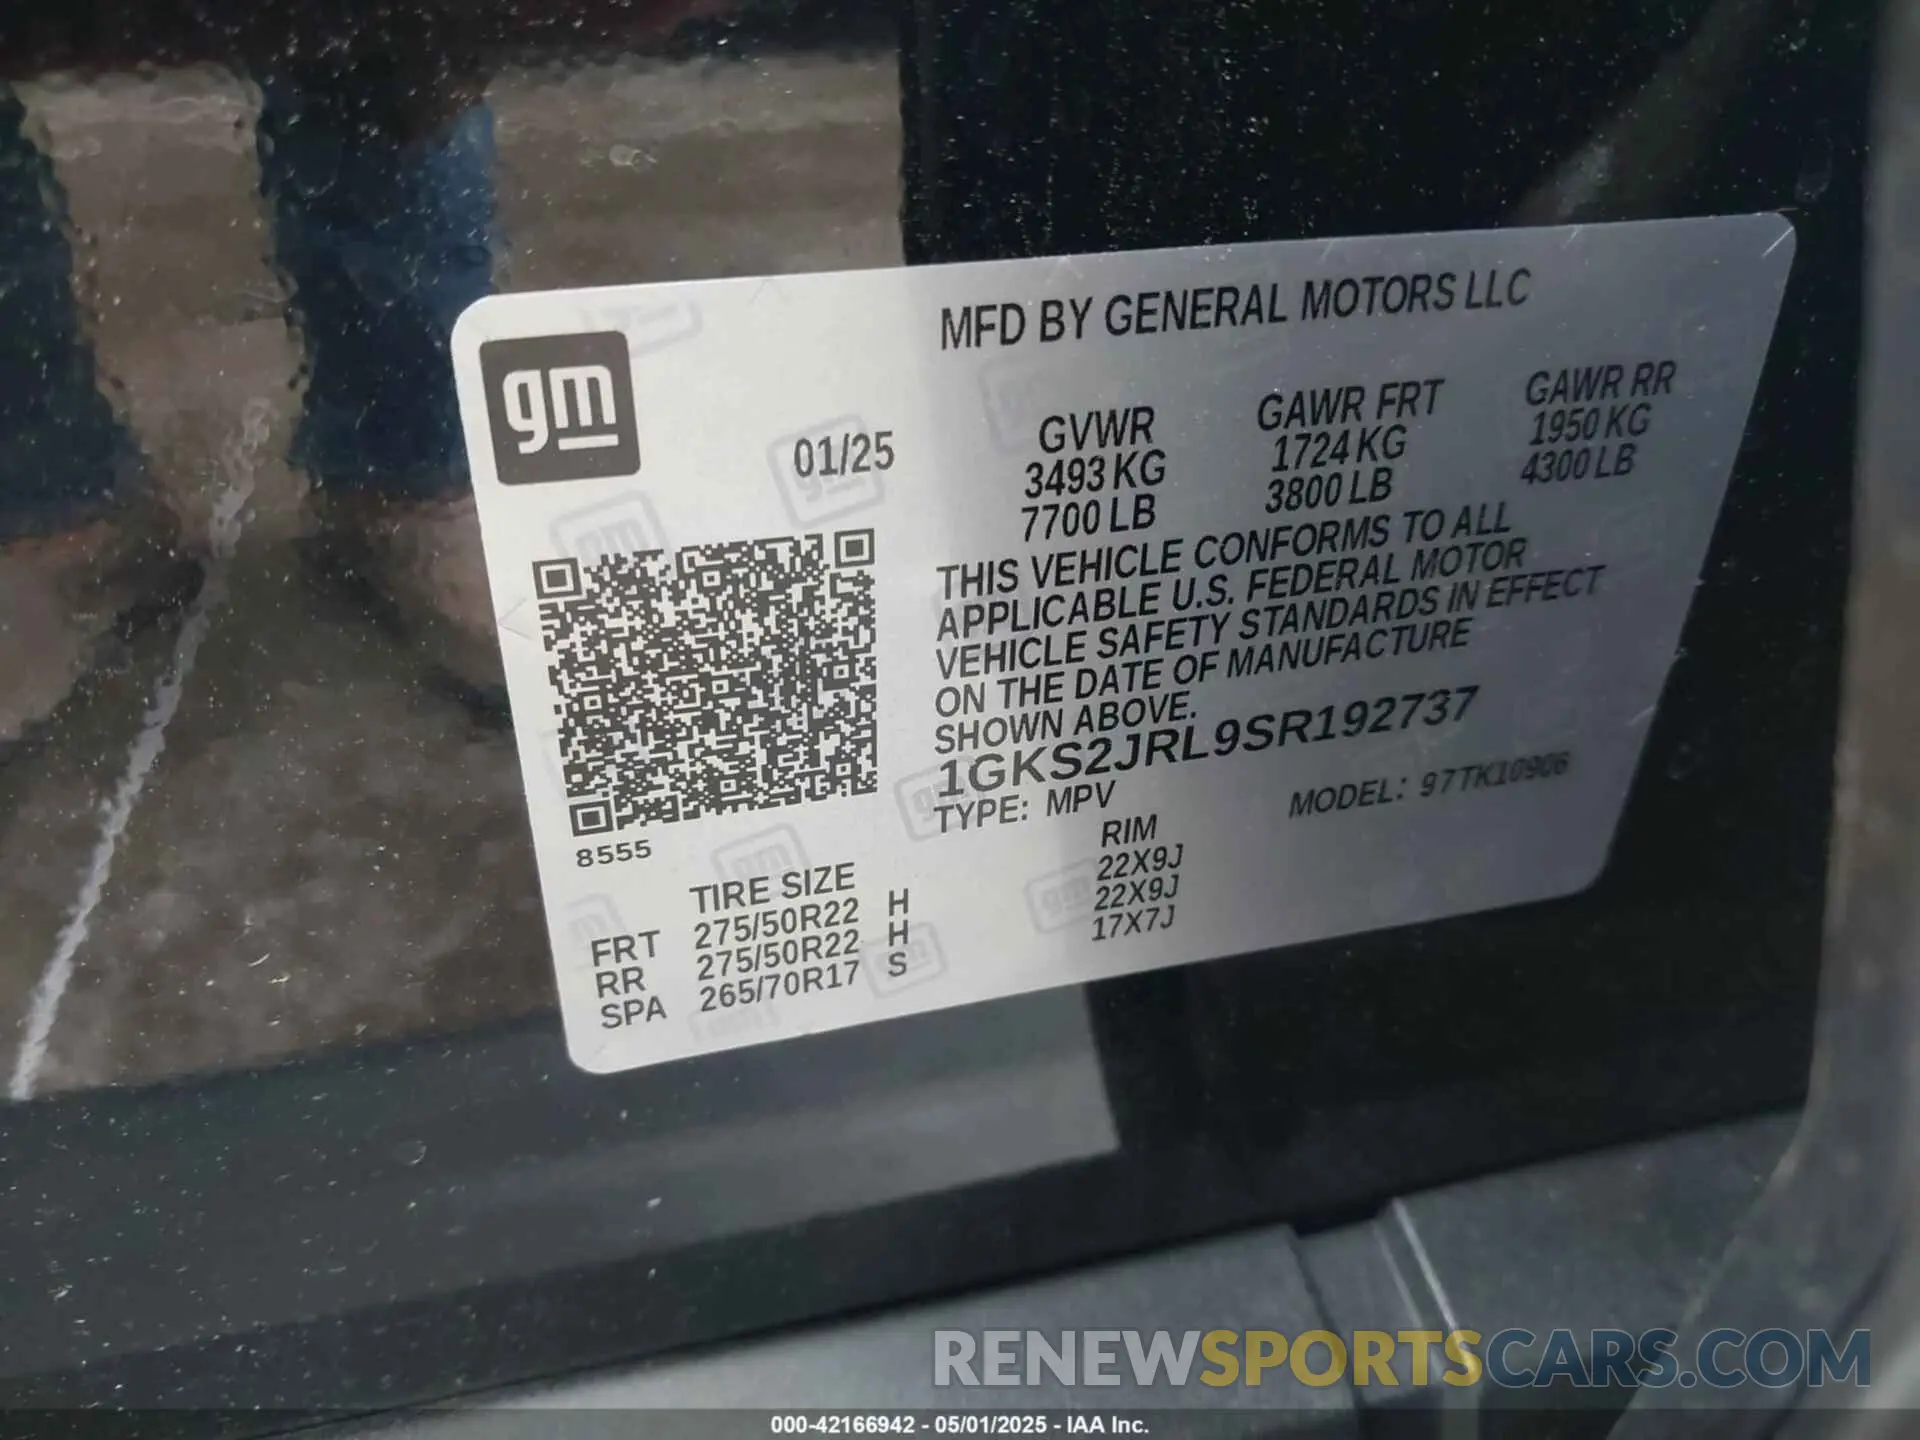 MFD BY GENERAL MOTORS LLC
gm
01/25
GVWR GAWR FRT GAWR RR
3493 KG 1724 KG 1950 KG
7700 LB 3800 LB 4300 LB
THIS VEHICLE CONFORMS TO ALL
APPLICABLE U.S. FEDERAL MOTOR
VEHICLE SAFETY STANDARDS IN EFFECT
ON THE DATE OF MANUFACTURE
SHOWN ABOVE.
1GKS2JRL9SR192737
TYPE: MPV MODEL: 97TK10906
8555
TIRE SIZE RIM
FRT 275/50R22 H 22X9J
RR 275/50R22 H 22X9J
SPA 265/70R17 S 17X7J
RENEWSPORTSCARS.COM
000-42166942 - 05/01/2025 - IAA Inc.